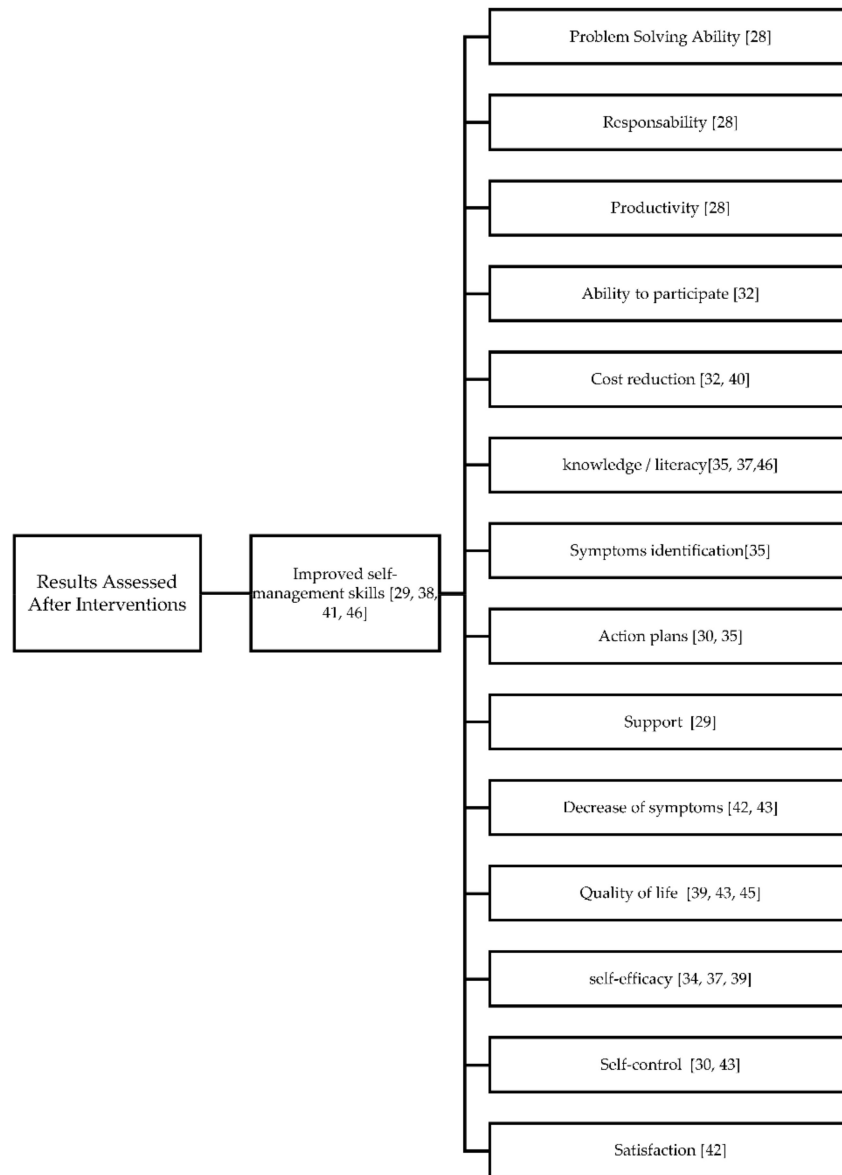 Problem Solving Ability [28]
Responsability [28]
Productivity [28]
Ability to participate [32]
Cost reduction [32, 40]
knowledge / literacy[35, 37,46]
Results Assessed
After Interventions
Improved self-
management skills [29, 38,
41, 46]
Symptoms identification[35]
Action plans [30, 35]
Support [29]
Decrease of symptoms [42, 43]
Quality of life [39, 43, 45]
self-efficacy [34, 37, 39]
Self-control [30, 43]
Satisfaction [42]